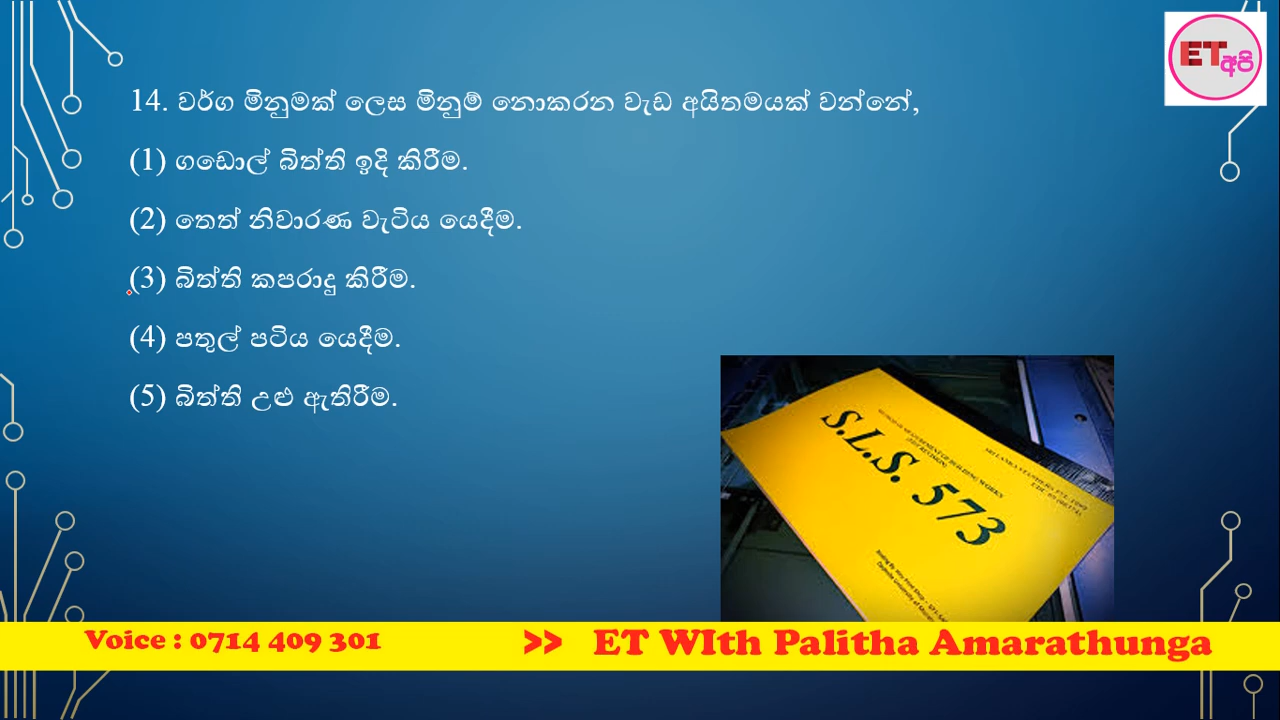 ET
අපි
14. වර්ග මිනුමක් ලෙස මිනුම් නොකරන වැඩ අයිතමයක් වන්නේ,
(1) ගඩොල් බිත්ති ඉදි කිරීම.
(2) තෙත් නිවාරණ වැටිය යෙදීම.
(3) බිත්ති කපරාදු කිරීම.
(4) පතුල් පටිය යෙදීම.
(5) බිත්ති උළු ඇතිරීම.
S.L.S. 573
Voice : 0714 409 301 >> ET WIth Palitha Amarathunga